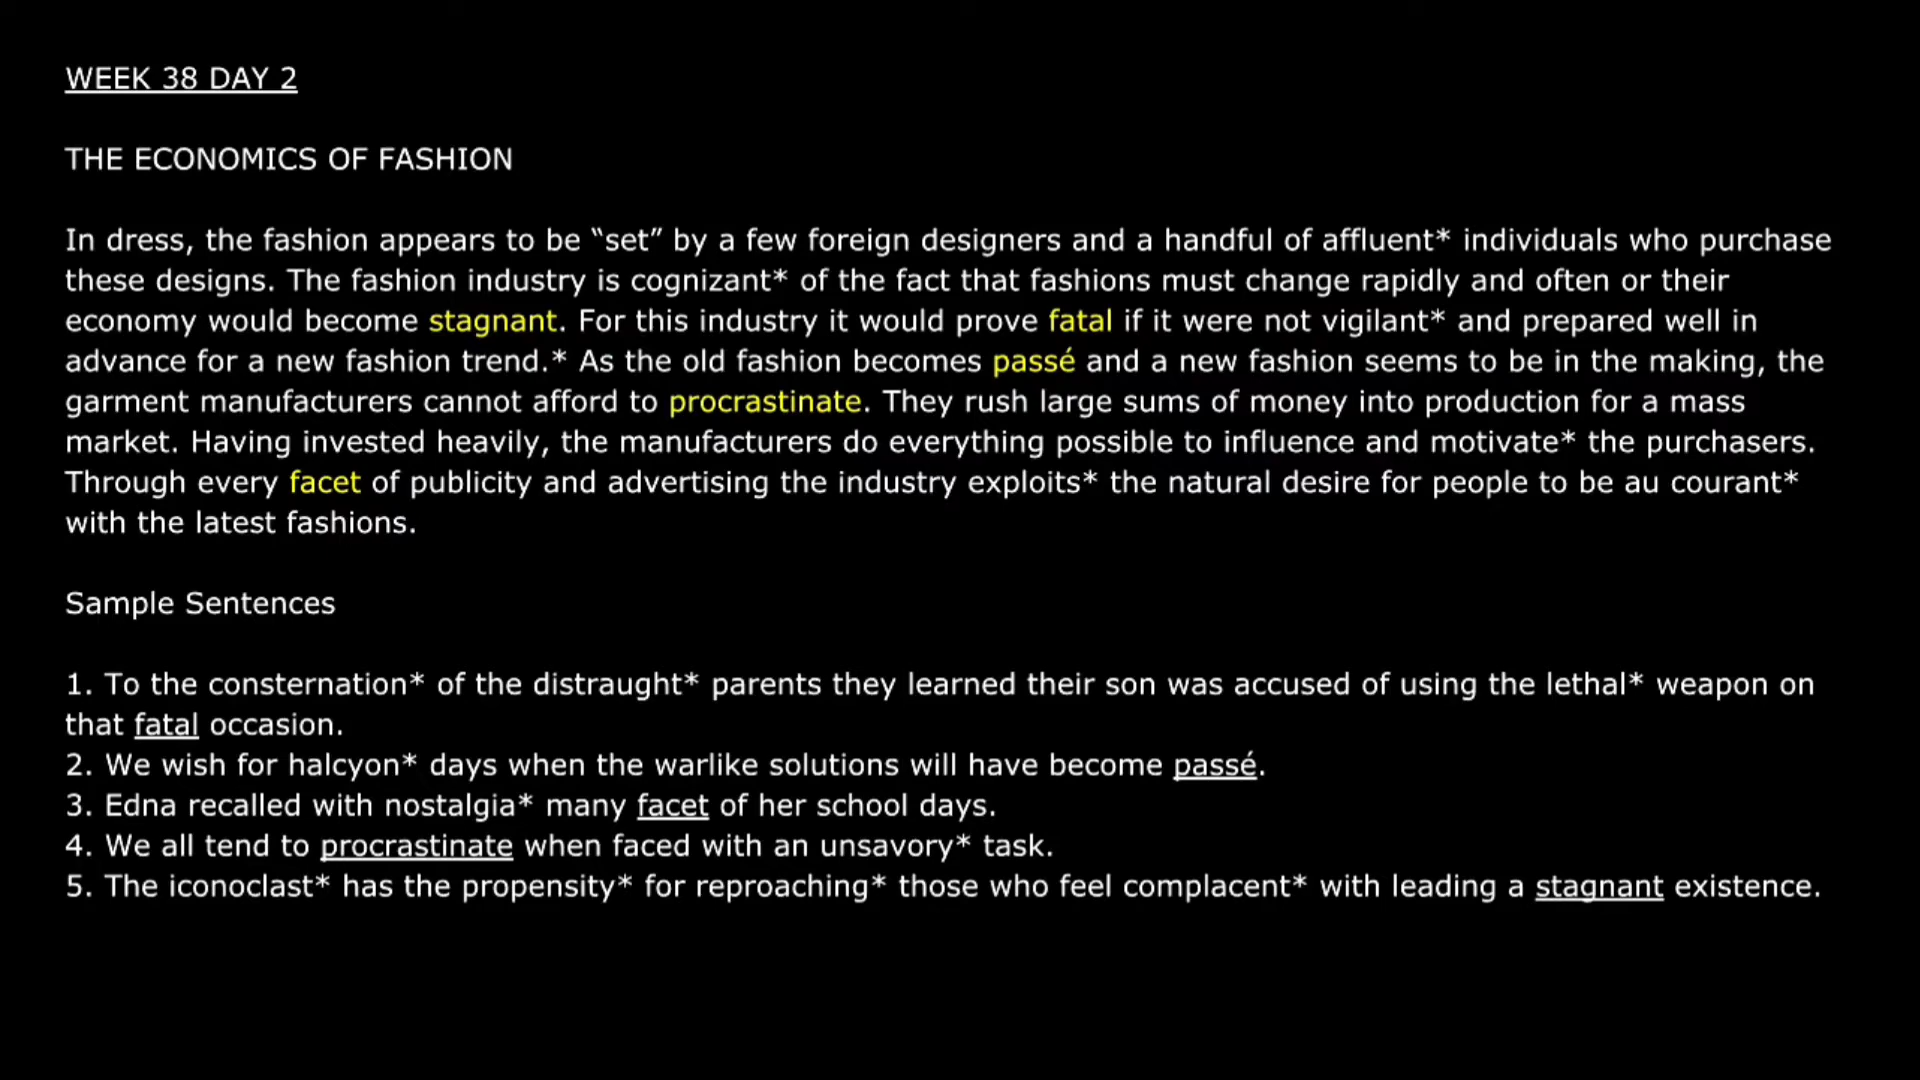 WEEK 38 DAY 2
THE ECONOMICS OF FASHION
In dress, the fashion appears to be “set” by a few foreign designers and a handful of affluent* individuals who purchase
these designs. The fashion industry is cognizant* of the fact that fashions must change rapidly and often or their
economy would become stagnant. For this industry it would prove fatal if it were not vigilant* and prepared well in
advance for a new fashion trend.* As the old fashion becomes passé and a new fashion seems to be in the making, the
garment manufacturers cannot afford to procrastinate. They rush large sums of money into production for a mass
market. Having invested heavily, the manufacturers do everything possible to influence and motivate* the purchasers.
Through every facet of publicity and advertising the industry exploits* the natural desire for people to be au courant*
with the latest fashions.
Sample Sentences
1. To the consternation* of the distraught* parents they learned their son was accused of using the lethal* weapon on
that fatal occasion.
2. We wish for halcyon* days when the warlike solutions will have become passé.
3. Edna recalled with nostalgia* many facet of her school days.
4. We all tend to procrastinate when faced with an unsavory* task.
5. The iconoclast* has the propensity* for reproaching* those who feel complacent* with leading a stagnant existence.